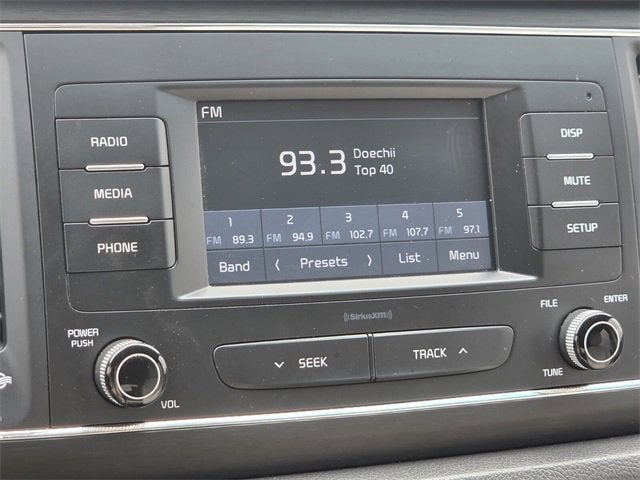 FM
RADIO
MEDIA
PHONE
93.3 Doechii
Top 40
1 2 3 4 5
FM 89.3 FM 94.9 FM 102.7 FM 107.7 FM 97.1
Band Presets List Menu
DISP
MUTE
SETUP
((SiriusXM))
POWER
PUSH
VOL
SEEK
TRACK
FILE
ENTER
TUNE